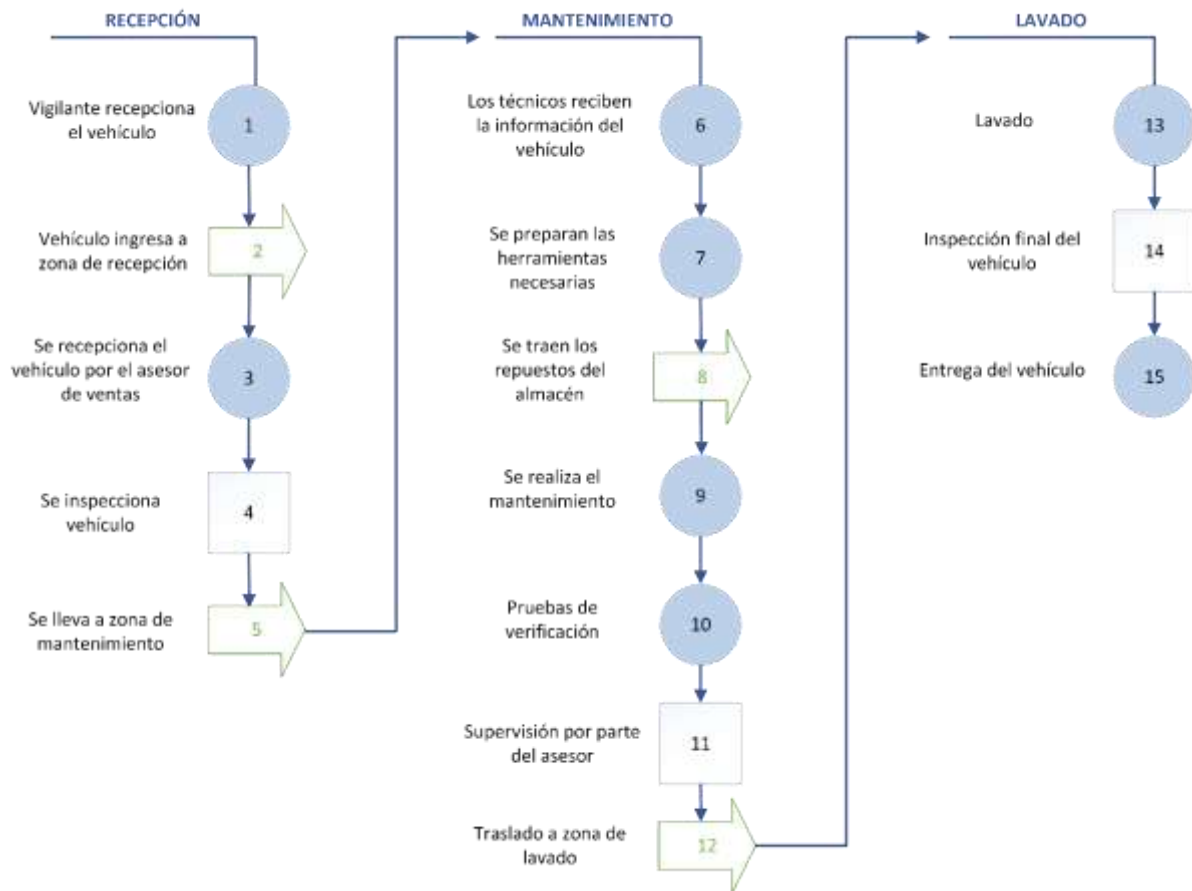 RECEPCIÓN
Vigilante recepciona
el vehículo
1
Vehículo ingresa a
zona de recepción
2
Se recepciona el
vehículo por el asesor
de ventas
3
Se inspecciona
vehículo
4
Se lleva a zona de
mantenimiento
5
MANTENIMIENTO
Los técnicos reciben
la información del
vehículo
6
Se preparan las
herramientas
necesarias
7
Se traen los
repuestos del
almacén
8
Se realiza el
mantenimiento
9
Pruebas de
verificación
10
Supervisión por parte
del asesor
11
Traslado a zona de
lavado
12
LAVADO
Lavado
13
Inspección final del
vehículo
14
Entrega del vehículo
15